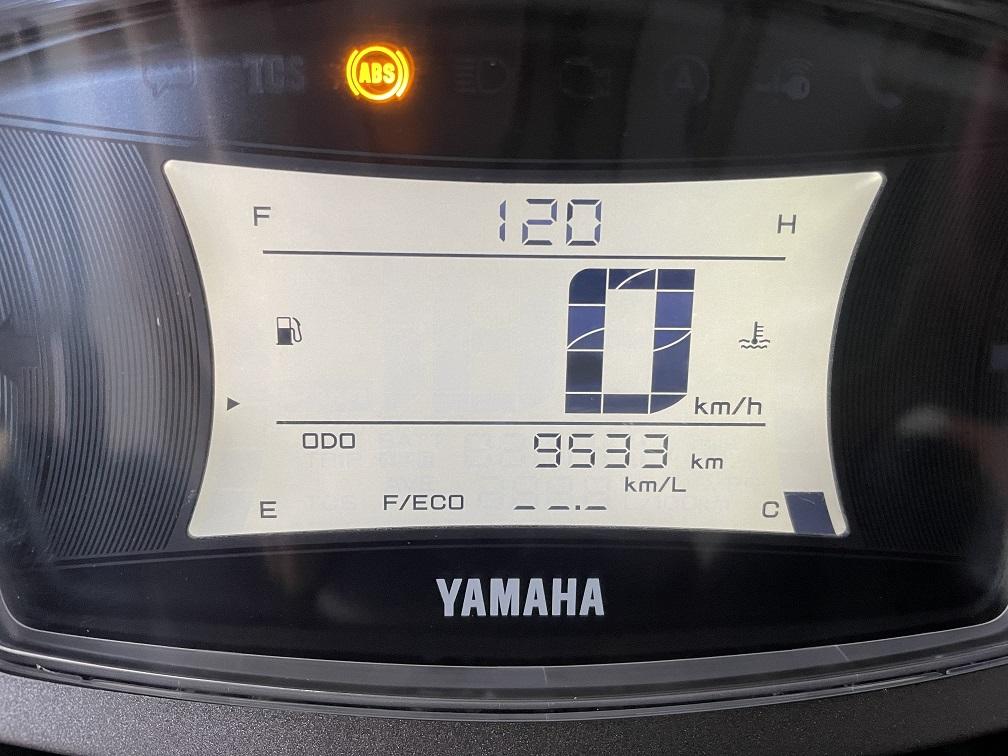 TCS ABS
F 120 H
0 km/h
ODO 9533 km
km/L
E F/ECO --.- C
YAMAHA